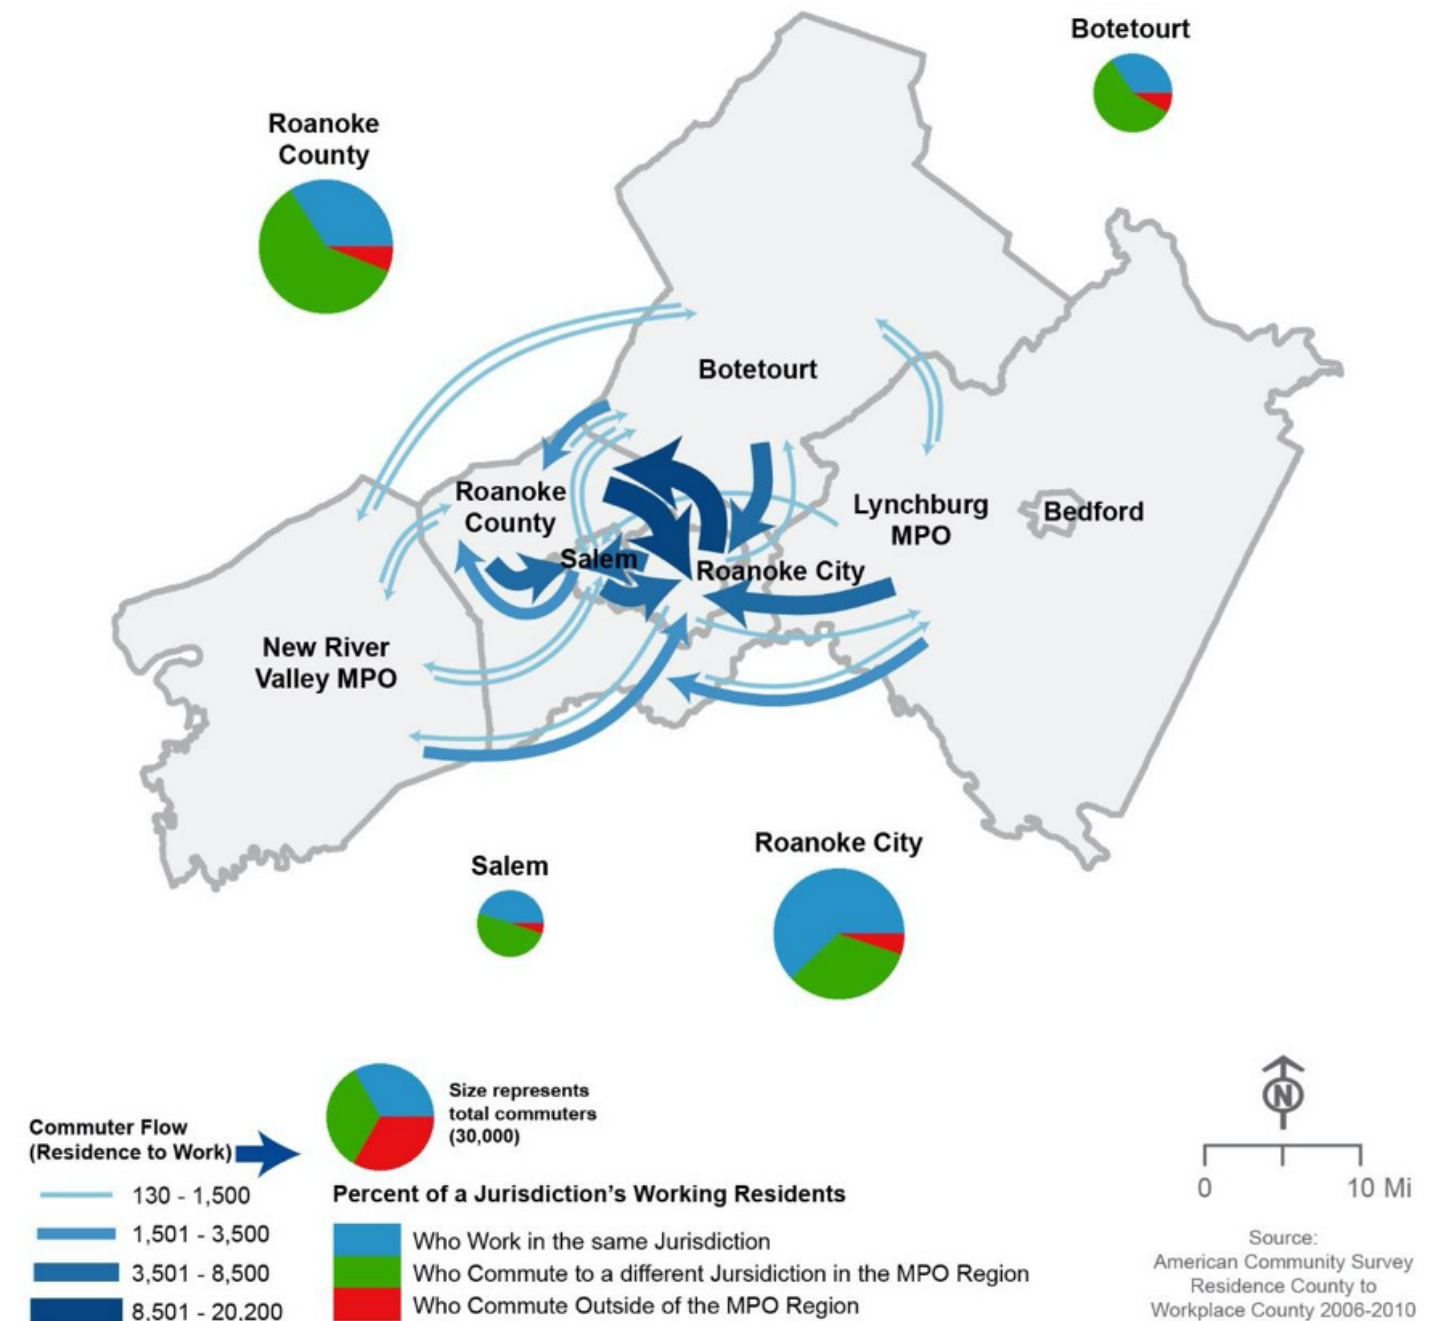 Botetourt
Roanoke
County
Botetourt
Roanoke
County
Lynchburg
MPO
Bedford
Salem
Roanoke City
New River
Valley MPO
Roanoke City
Salem
Size represents
total commuters
(30,000)
Commuter Flow
(Residence to Work)
130 - 1,500
1,501 - 3,500
3,501 - 8,500
8,501 - 20,200
Percent of a Jurisdiction's Working Residents
Who Work in the same Jurisdiction
Who Commute to a different Jursidiction in the MPO Region
Who Commute Outside of the MPO Region
N
0 10 Mi
Source:
American Community Survey
Residence County to
Workplace County 2006-2010